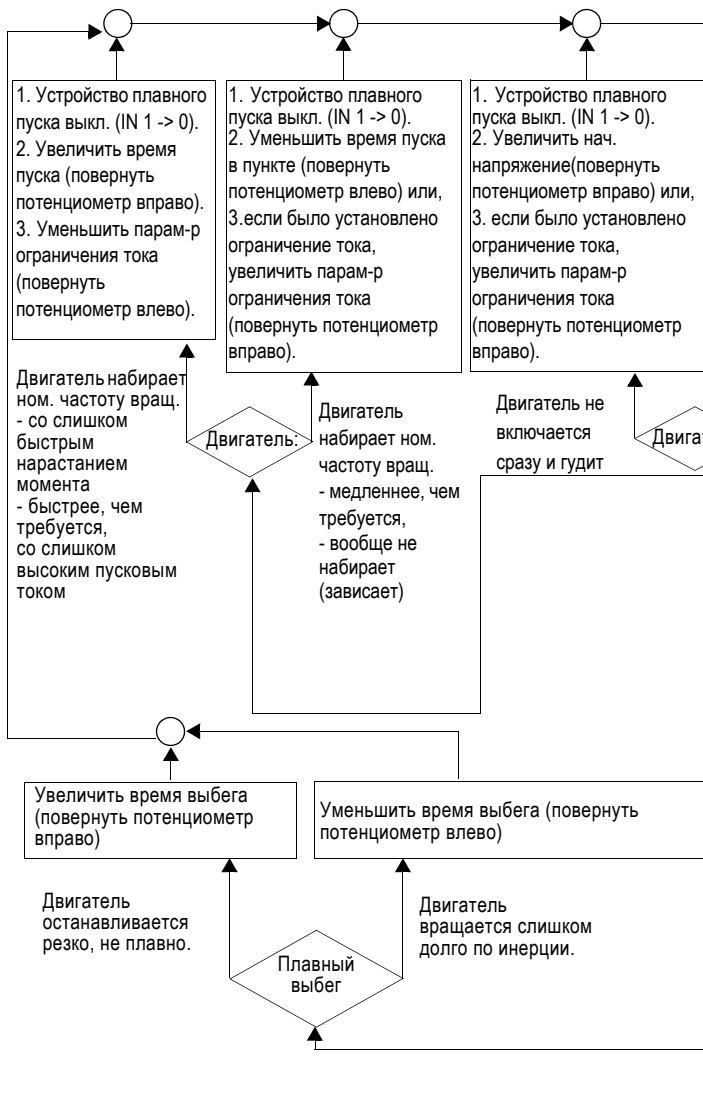 1. Устройство плавного
пуска выкл. (IN 1 -> 0).
2. Увеличить время
пуска (повернуть
потенциометр вправо).
3. Уменьшить парам-р
ограничения тока
(повернуть
потенциометр влево).
1. Устройство плавного
пуска выкл. (IN 1 -> 0).
2. Уменьшить время пуска
в пункте (повернуть
потенциометр влево) или,
3.если было установлено
ограничение тока,
увеличить парам-р
ограничения тока
(повернуть потенциометр
вправо).
1. Устройство плавного
пуска выкл. (IN 1 -> 0).
2. Увеличить нач.
напряжение(повернуть
потенциометр вправо) или,
3. если было установлено
ограничение тока,
увеличить парам-р
ограничения тока
(повернуть потенциометр
вправо).
Двигатель набирает
ном. частоту вращ.
- со слишком
быстрым
нарастанием
момента
- быстрее, чем
требуется,
со слишком
высоким пусковым
током
Двигатель:
Двигатель
набирает ном.
частоту вращ.
- медленнее, чем
требуется,
- вообще не
набирает
(зависает)
Двигатель не
включается
сразу и гудит
Двигат
Увеличить время выбега
(повернуть потенциометр
вправо)
Уменьшить время выбега (повернуть
потенциометр влево)
Двигатель
останавливается
резко, не плавно.
Плавный
выбег
Двигатель
вращается слишком
долго по инерции.